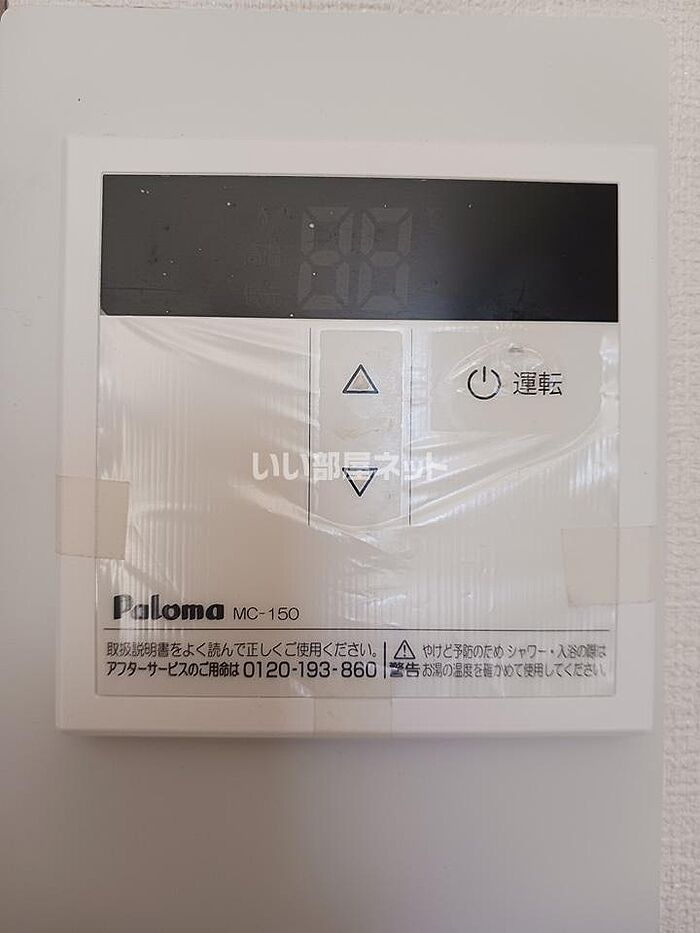 運転
いい部屋ネット
Paloma MC-150
取扱説明書をよく読んで正しくご使用ください。
アフターサービスのご用命は 0120-193-860
警告
やけど予防のため シャワー・入浴の際は
お湯の温度を確かめて使用してください。